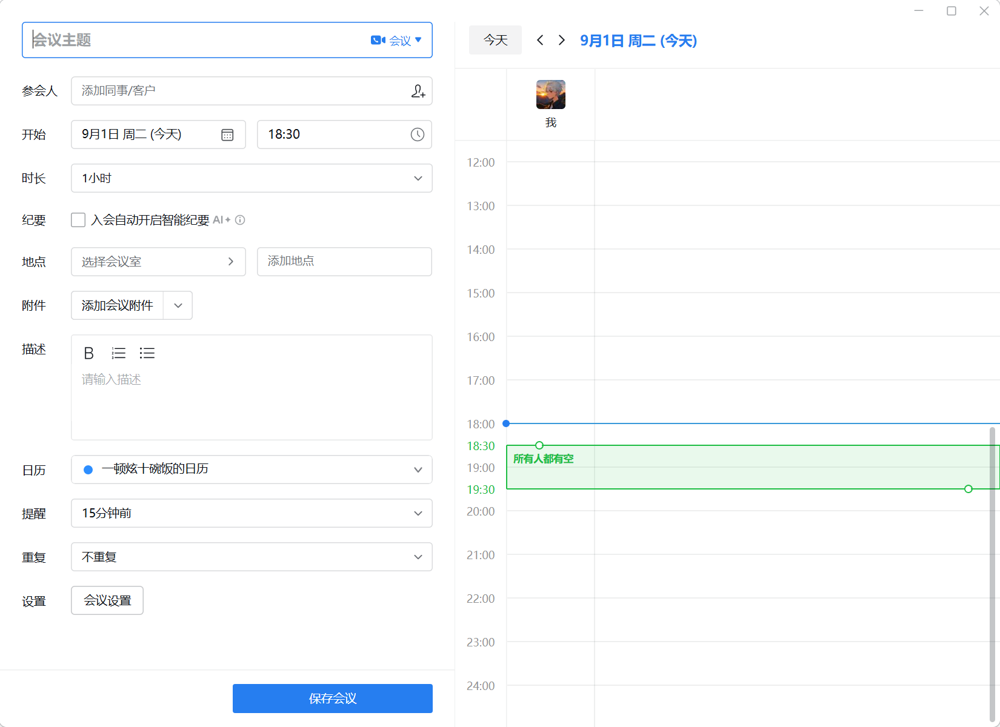 会议主题
会议
参会人
添加同事/客户
开始
9月1日 周二 (今天)
18:30
时长
1小时
纪要
入会自动开启智能纪要 AI
地点
选择会议室
添加地点
附件
添加会议附件
描述
B
请输入描述
日历
一顿炫十碗饭的日历
提醒
15分钟前
重复
不重复
设置
会议设置
保存会议
今天
9月1日 周二 (今天)
我
12:00
13:00
14:00
15:00
16:00
17:00
18:00
18:30
所有人都有空
19:00
19:30
20:00
21:00
22:00
23:00
24:00